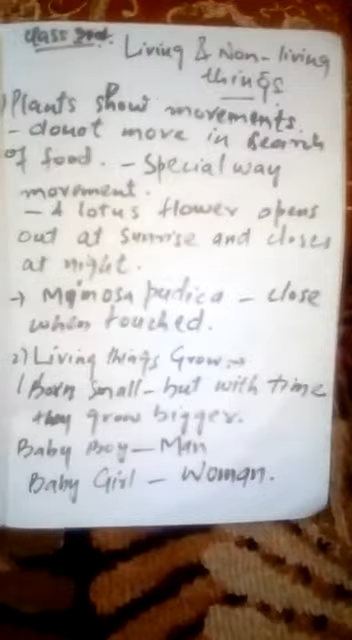 Class 3rd.
Living & Non-living
things
1) Plants show movements.
- donot move in search
of food. - Special way
movement.
- A lotus flower opens
out at sunrise and closes
at night.
→ Mimosa pudica - close
when touched.
2) Living things Grow:→
Born small - but with time
they grow bigger.
Baby Boy - Man
Baby Girl - Woman.